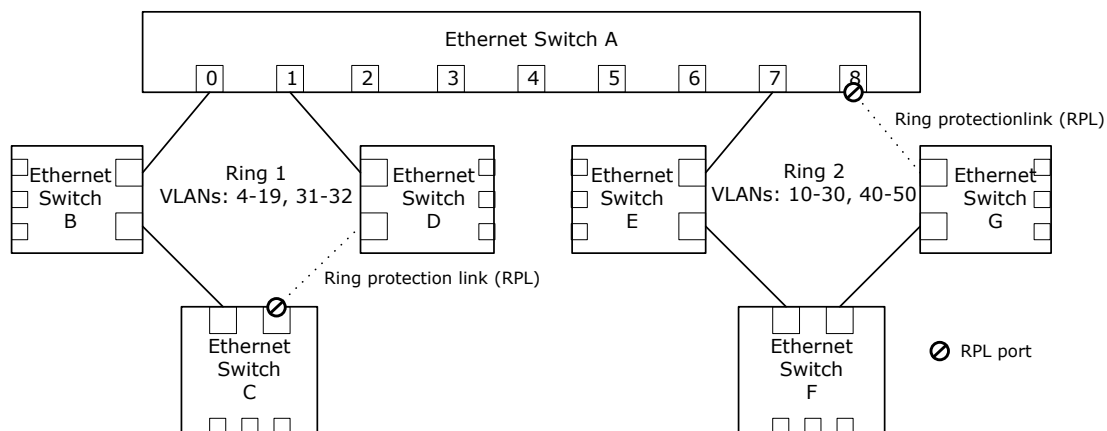 Ethernet Switch A
0 1 2 3 4 5 6 7 8
Ring protectionlink (RPL)
Ethernet
Switch
B
Ring 1
VLANs: 4-19, 31-32
Ethernet
Switch
D
Ethernet
Switch
E
Ring 2
VLANs: 10-30, 40-50
Ethernet
Switch
G
Ring protection link (RPL)
Ethernet
Switch
C
Ethernet
Switch
F
RPL port